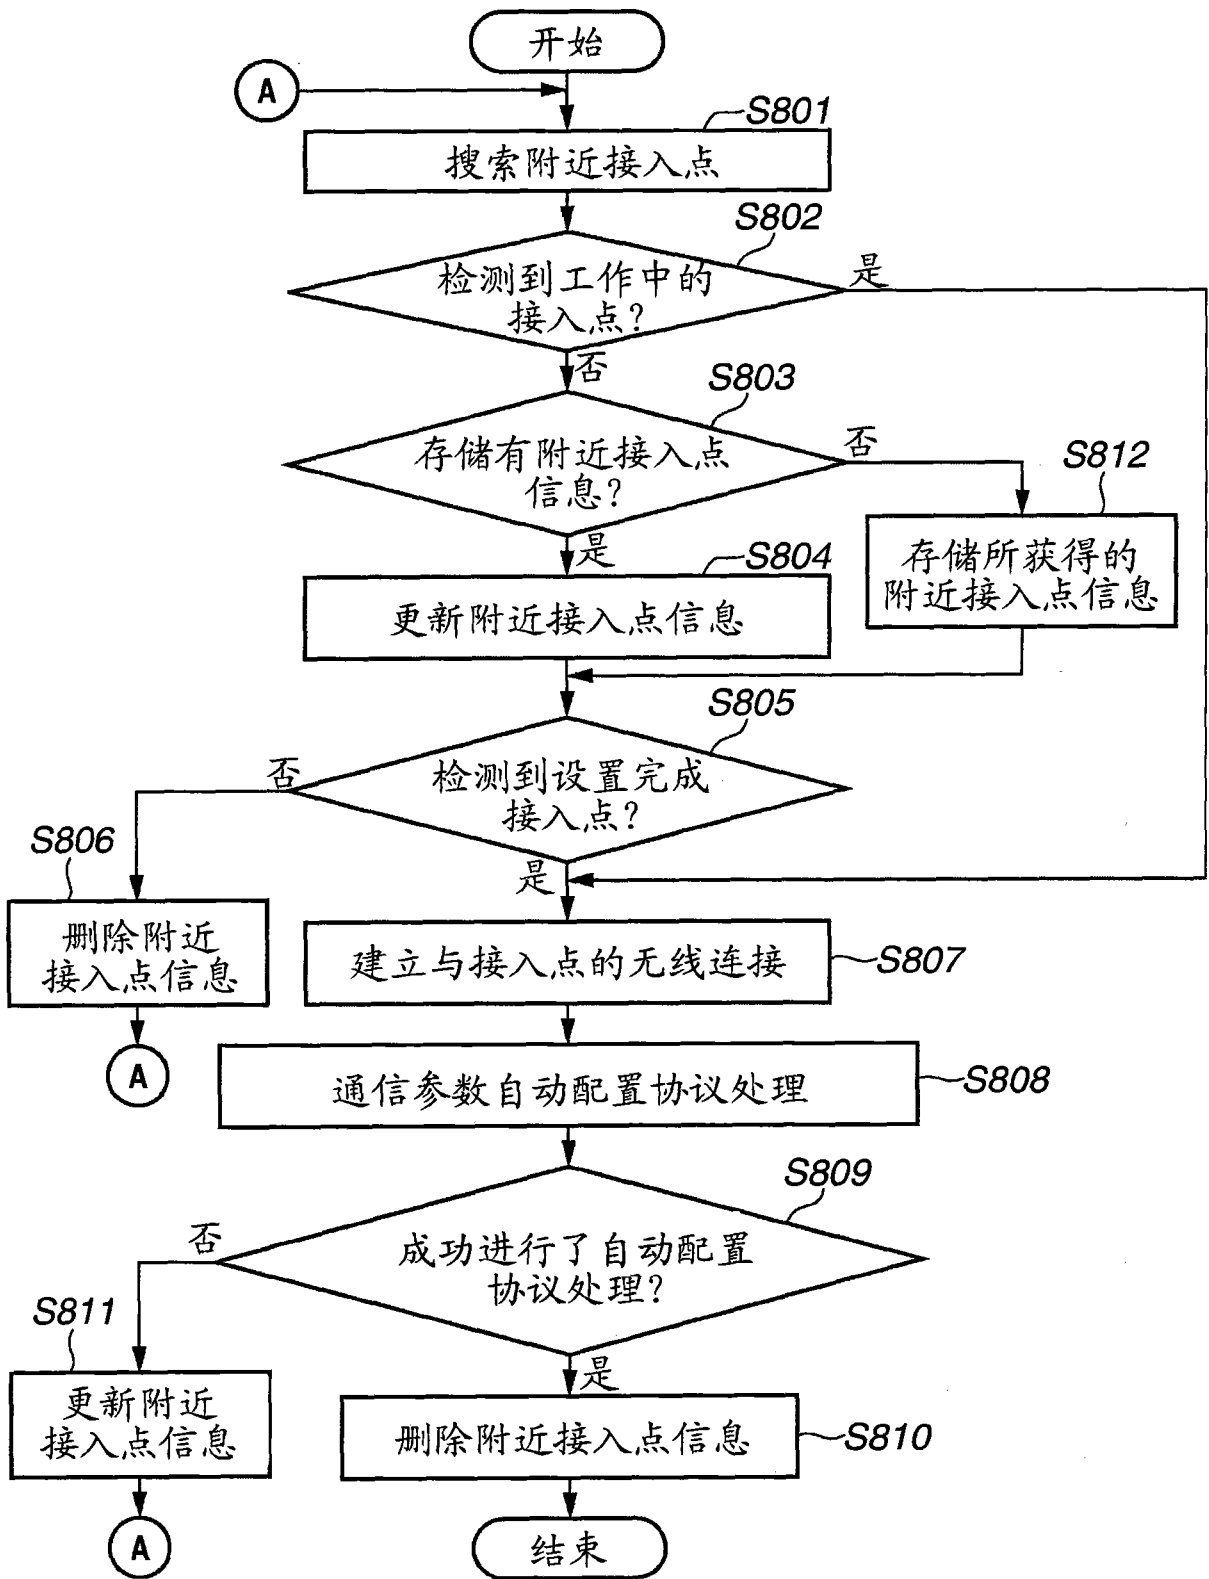 开始
A
S801
搜索附近接入点
S802
检测到工作中的
接入点?
是
否
S803
存储有附近接入点
信息?
否
S812
存储所获得的
附近接入点信息
是
S804
更新附近接入点信息
S805
检测到设置完成
接入点?
否
S806
删除附近
接入点信息
A
是
建立与接入点的无线连接
S807
通信参数自动配置协议处理
S808
S809
成功进行了自动配置
协议处理?
否
S811
更新附近
接入点信息
A
是
删除附近接入点信息
S810
结束